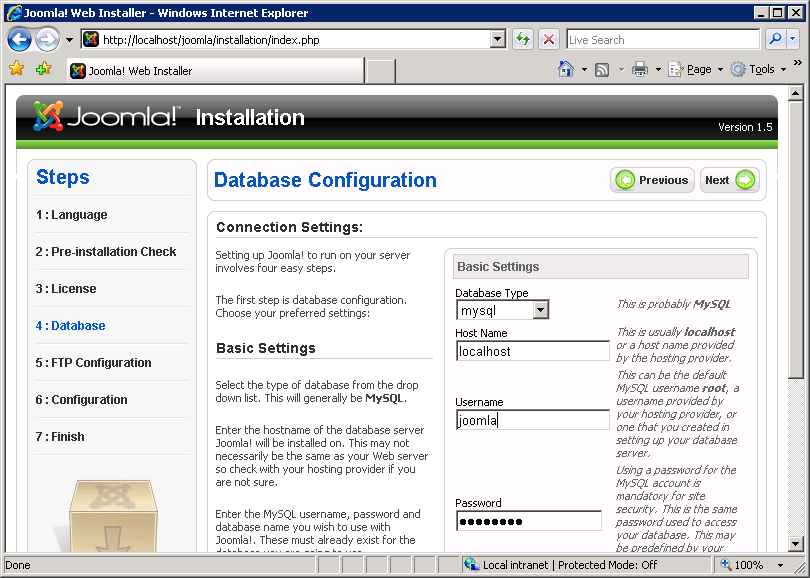 Joomla! Web Installer - Windows Internet Explorer
http://localhost/joomla/installation/index.php
Live Search
Joomla! Web Installer
Page
Tools
»
Joomla!™ Installation
Version 1.5
Steps
1 : Language
2 : Pre-installation Check
3 : License
4 : Database
5 : FTP Configuration
6 : Configuration
7 : Finish
Database Configuration
Previous
Next
Connection Settings:
Setting up Joomla! to run on your server
involves four easy steps.
The first step is database configuration.
Choose your preferred settings:
Basic Settings
Select the type of database from the drop
down list. This will generally be MySQL.
Enter the hostname of the database server
Joomla! will be installed on. This may not
necessarily be the same as your Web server
so check with your hosting provider if you
are not sure.
Enter the MySQL username, password and
database name you wish to use with
Joomla!. These must already exist for the
database you are going to use.
Basic Settings
Database Type
mysql
This is probably MySQL
Host Name
localhost
This is usually localhost
or a host name provided
by the hosting provider.
Username
joomla
This can be the default
MySQL username root, a
username provided by
your hosting provider, or
one that you created in
setting up your database
server.
Password
●●●●●●●●
Using a password for the
MySQL account is
mandatory for site
security. This is the same
password used to access
your database. This may
be predefined by your
Done
Local intranet | Protected Mode: Off
100%